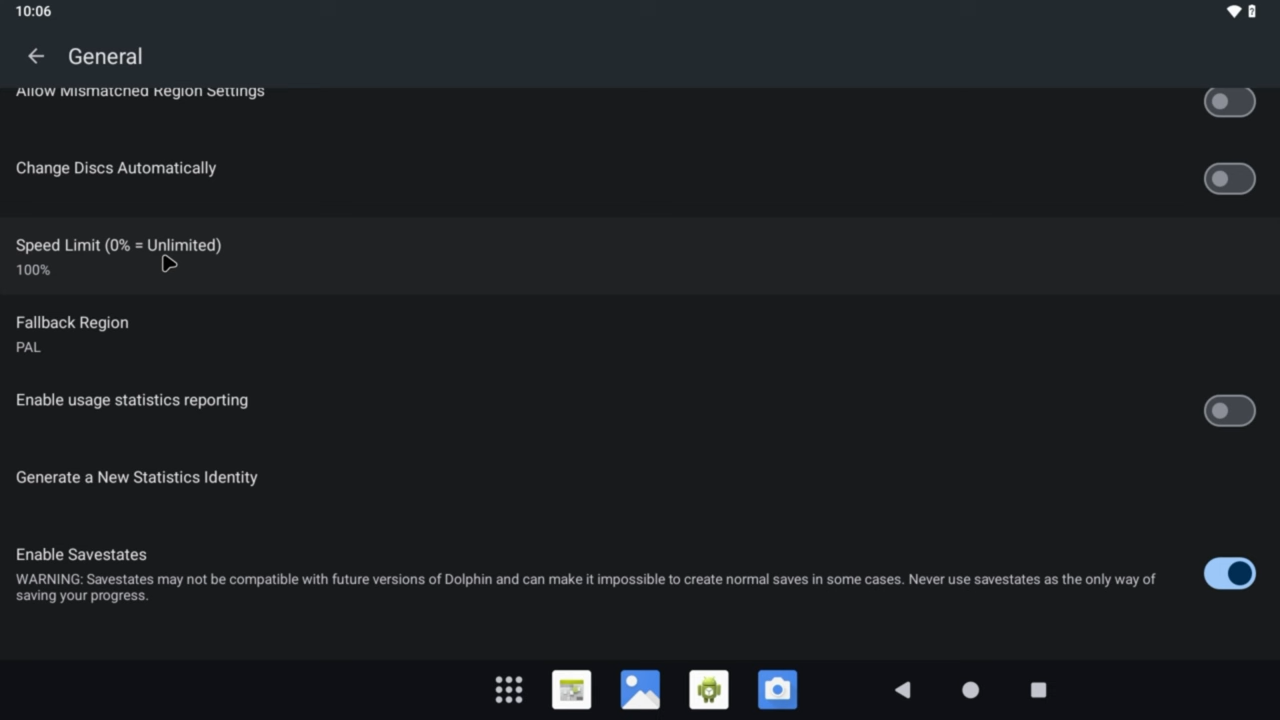 10:06
General
Allow Mismatched Region Settings
Change Discs Automatically
Speed Limit (0% = Unlimited)
100%
Fallback Region
PAL
Enable usage statistics reporting
Generate a New Statistics Identity
Enable Savestates
WARNING: Savestates may not be compatible with future versions of Dolphin and can make it impossible to create normal saves in some cases. Never use savestates as the only way of
saving your progress.